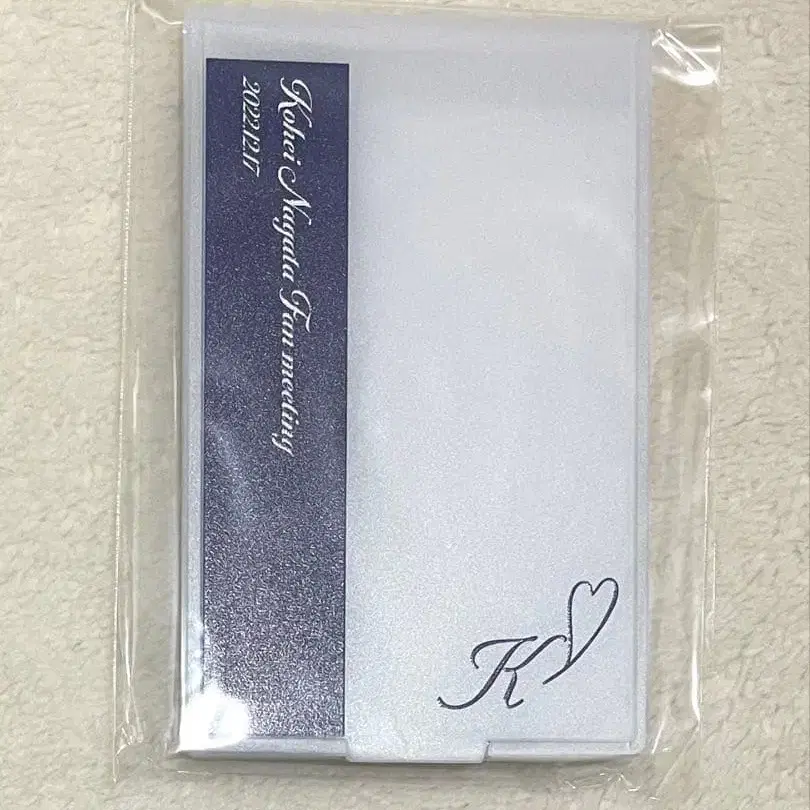 Kohei Nagata Fan meeting
2022.12.17
K